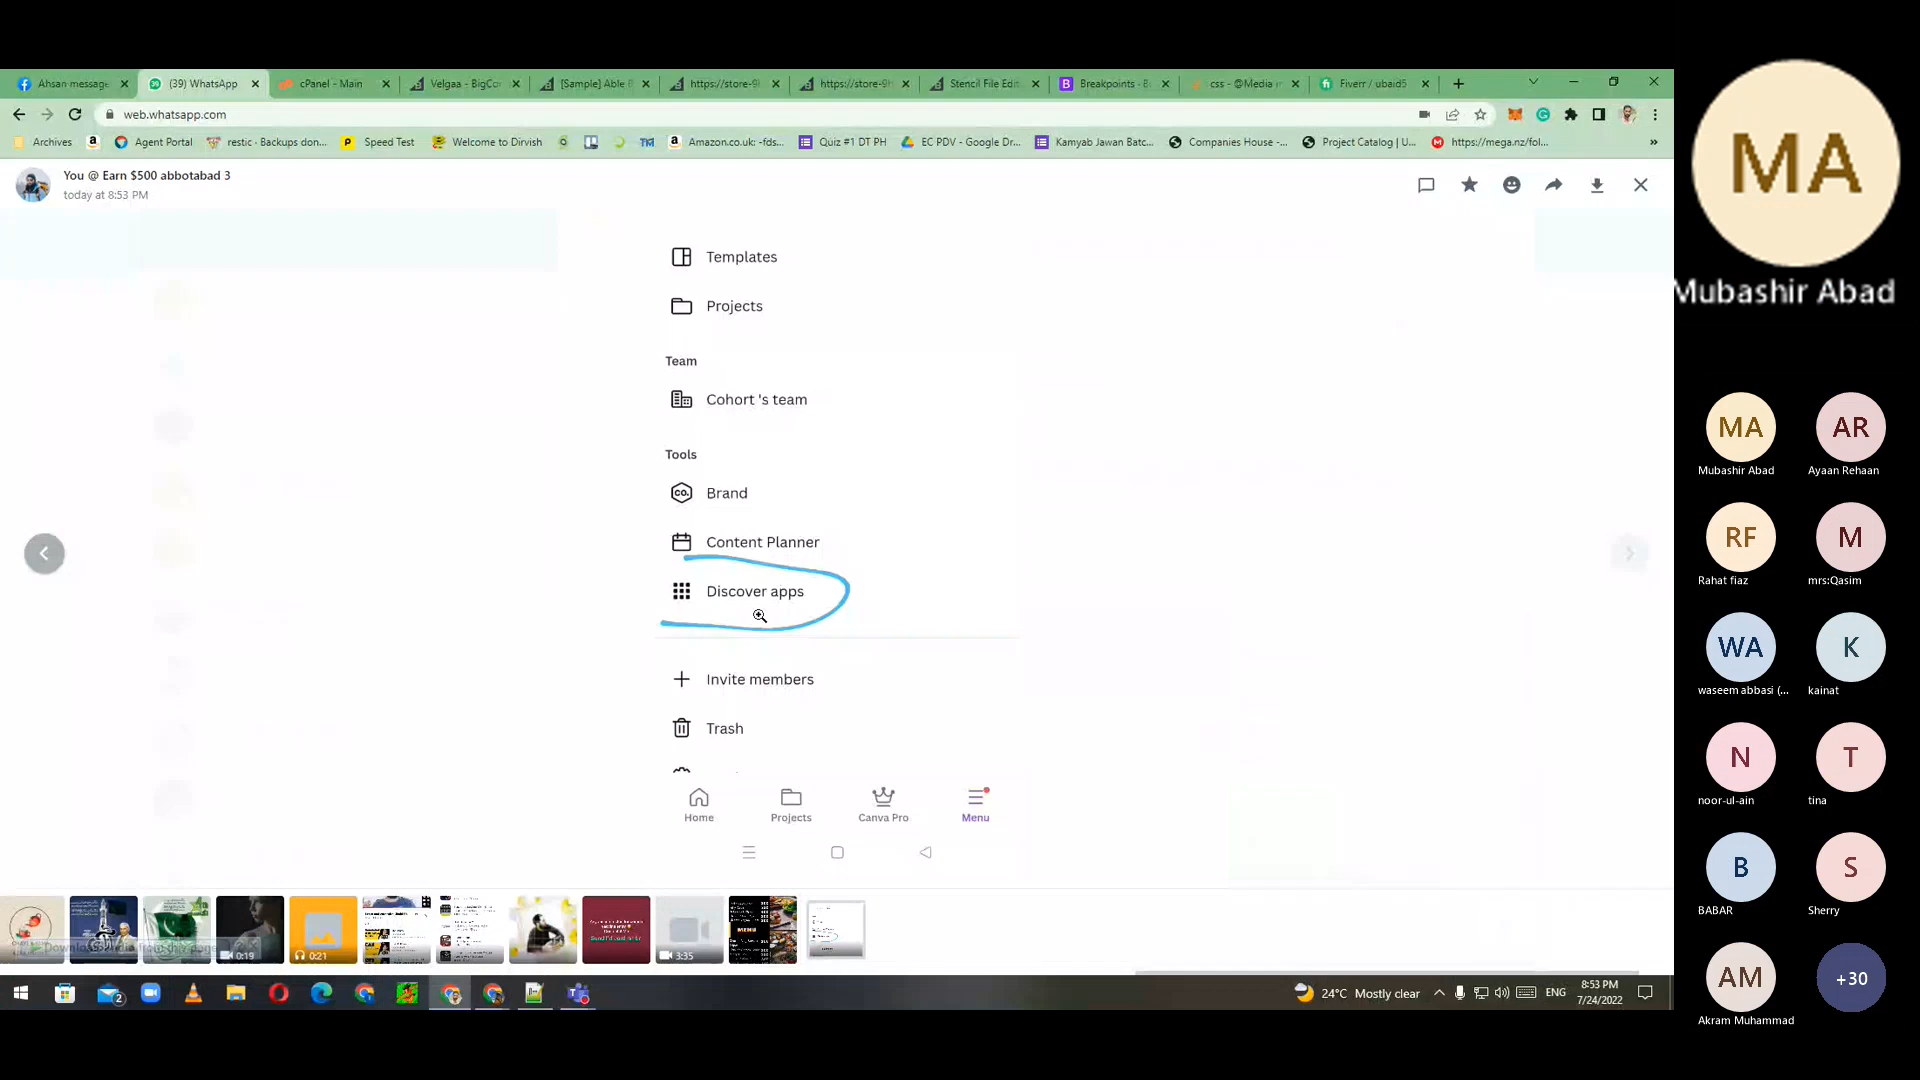 Ahsan message
(39) WhatsApp
cPanel - Main
Velgaa - BigCo
[Sample] Able
https://store-9
https://store-9h
Stencil File Edit
Breakpoints - B
css - @Media
Fiverr / ubaid5
web.whatsapp.com
Archives
Agent Portal
restic · Backups don...
Speed Test
Welcome to Dirvish
Amazon.co.uk: -fds...
Quiz #1 DT PH
EC PDV - Google Dr...
Kamyab Jawan Batc...
Companies House -...
Project Catalog | U...
https://mega.nz/fol...
You @ Earn $500 abbotabad 3
today at 8:53 PM
Templates
Projects
Team
Cohort 's team
Tools
Brand
Content Planner
Discover apps
Invite members
Trash
Home
Projects
Canva Pro
Menu
0:19
0:21
MENU
3:35
24°C Mostly clear
ENG
8:53 PM
7/24/2022
MA
Mubashir Abad
MA
Mubashir Abad
AR
Ayaan Rehaan
RF
Rahat fiaz
M
mrs:Qasim
WA
waseem abbasi (...
K
kainat
N
noor-ul-ain
T
tina
B
BABAR
S
Sherry
AM
Akram Muhammad
+30